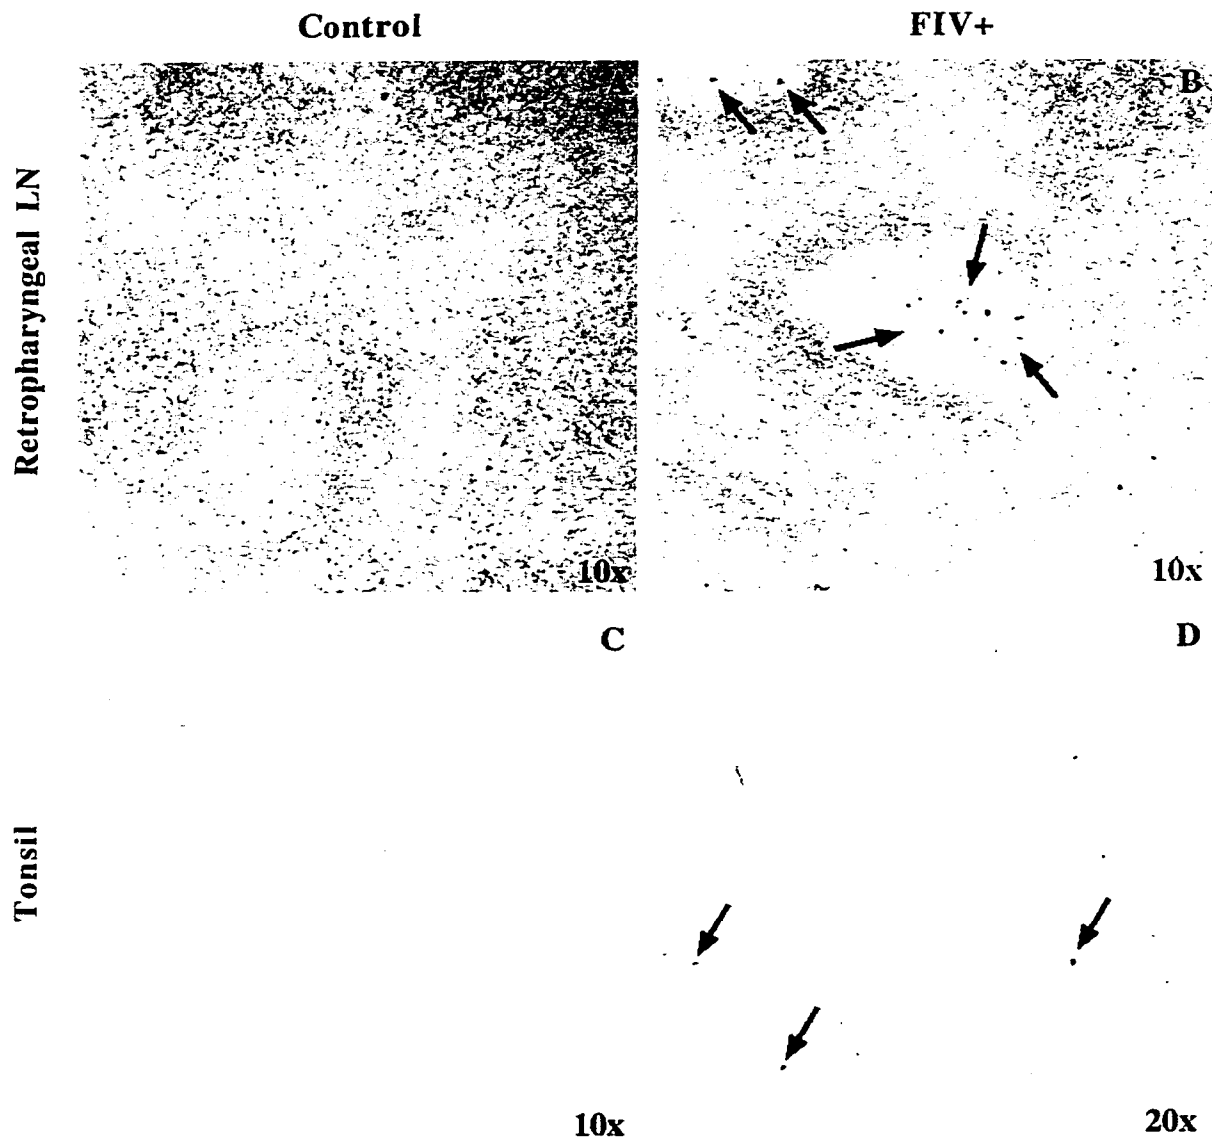 Control
FIV+
Retropharyngeal LN
A
B
10x
10x
Tonsil
C
D
10x
20x